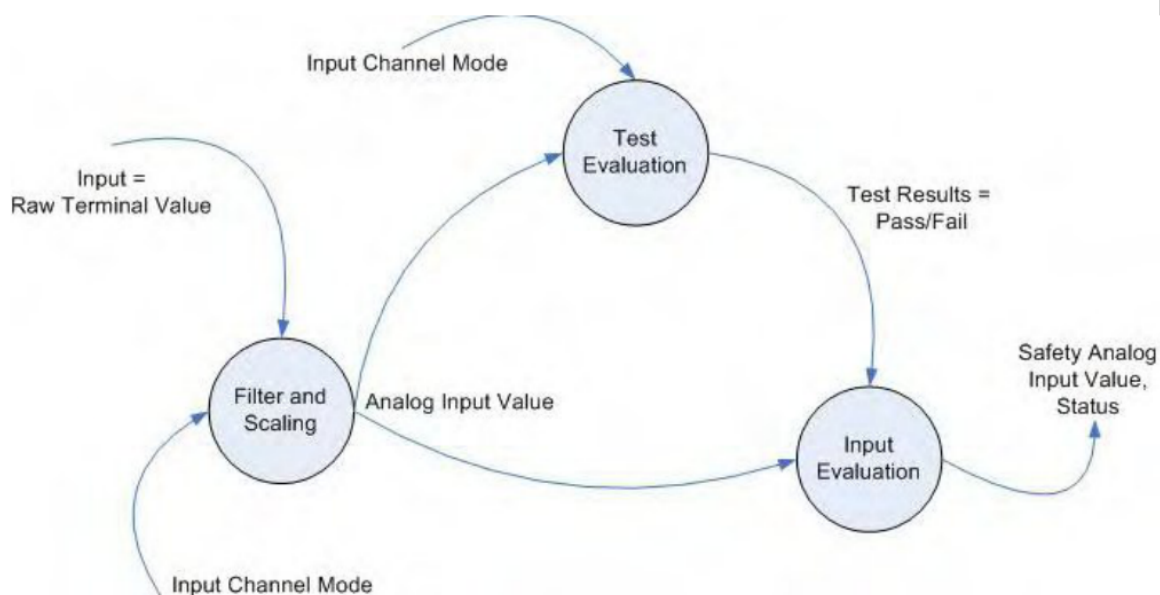 Input Channel Mode
Test
Evaluation
Input =
Raw Terminal Value
Test Results =
Pass/Fail
Safety Analog
Input Value,
Status
Filter and
Scaling
Analog Input Value
Input
Evaluation
Input Channel Mode